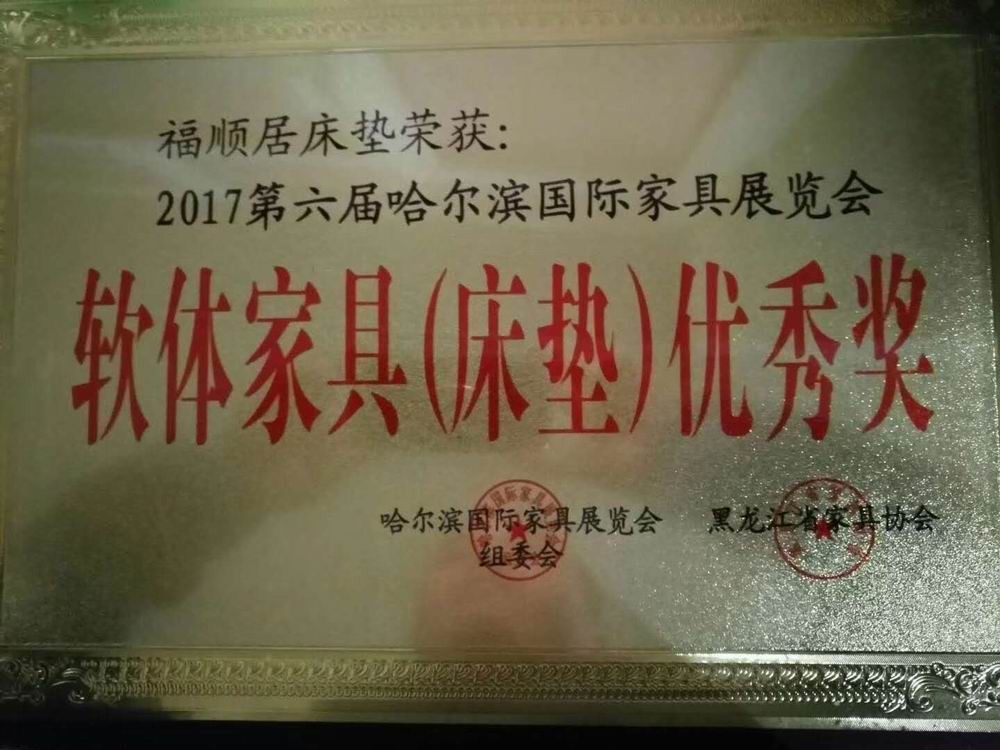 福顺居床垫荣获:
2017第六届哈尔滨国际家具展览会
软体家具(床垫)优秀奖
哈尔滨国际家具展览会
组委会
黑龙江省家具协会